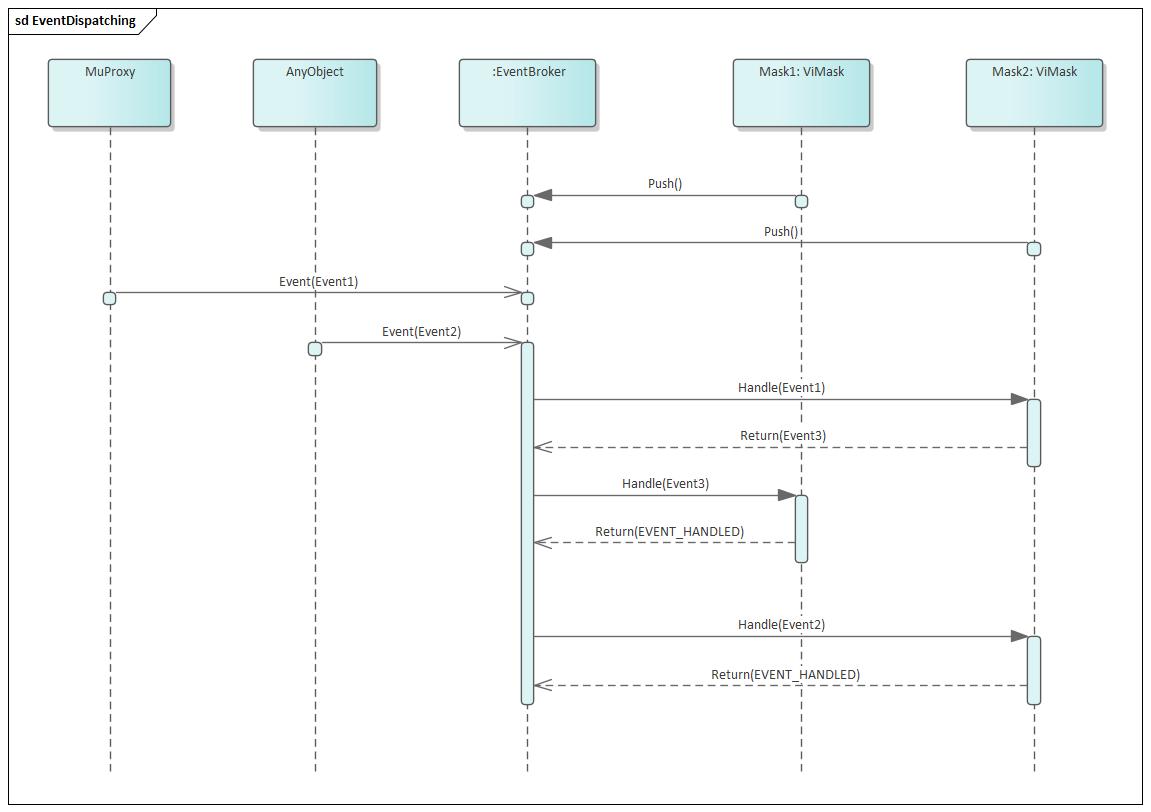 sd EventDispatching
MuProxy
AnyObject
:EventBroker
Mask1: ViMask
Mask2: ViMask
Push()
Push()
Event(Event1)
Event(Event2)
Handle(Event1)
Return(Event3)
Handle(Event3)
Return(EVENT_HANDLED)
Handle(Event2)
Return(EVENT_HANDLED)